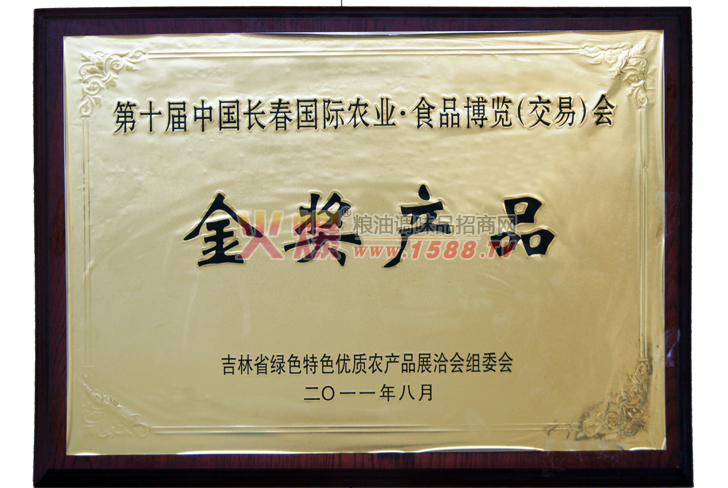 第十届中国长春国际农业·食品博览(交易)会
金奖产品
火爆®粮油调味品招商网
www.1588.tv
吉林省绿色特色优质农产品展洽会组委会
二〇一一年八月